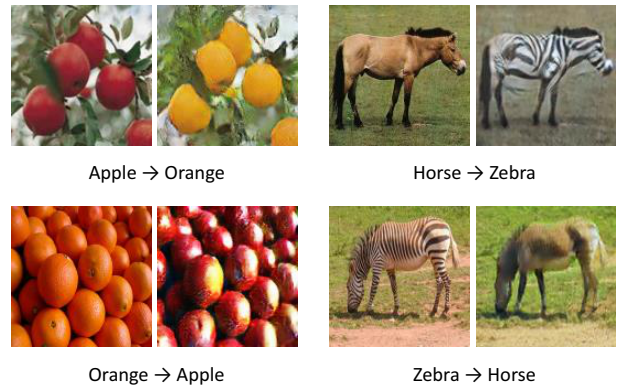 Apple → Orange
Horse → Zebra
Orange → Apple
Zebra → Horse